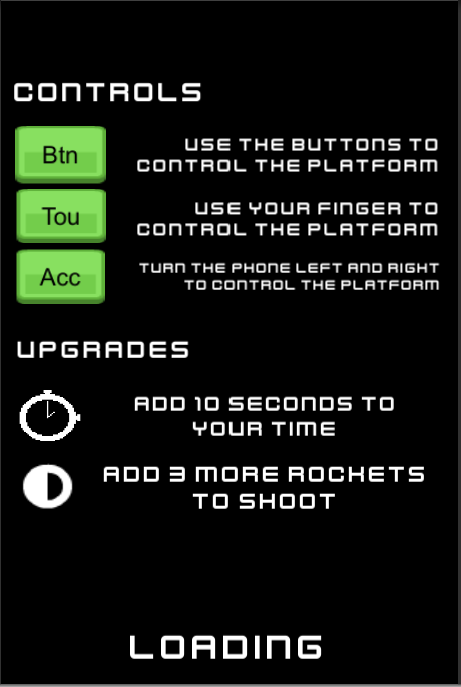 CONTROLS
Btn
USE THE BUTTONS TO
CONTROL THE PLATFORM
Tou
USE YOUR FINGER TO
CONTROL THE PLATFORM
Acc
TURN THE PHONE LEFT AND RIGHT
TO CONTROL THE PLATFORM
UPGRADES
ADD 10 SECONDS TO
YOUR TIME
ADD 3 MORE ROCKETS
TO SHOOT
LOADING